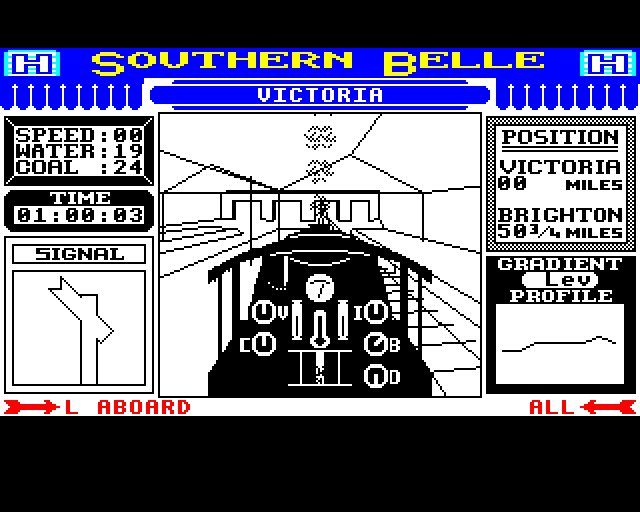 H SOUTHERN BELLE H
VICTORIA
SPEED:00
WATER:19
COAL :24
TIME
01:00:03
SIGNAL
7
V
I
C
B
D
POSITION
VICTORIA
00 MILES
BRIGHTON
50¾ MILES
GRADIENT
Lev
PROFILE
L ABOARD
ALL